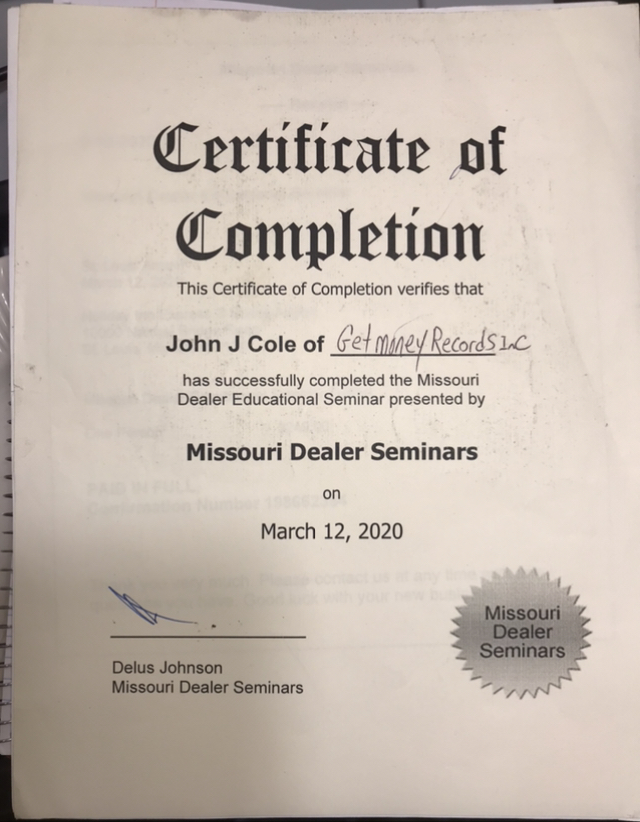 Certificate of
Completion
This Certificate of Completion verifies that
John J Cole of Get Money Records Inc
has successfully completed the Missouri
Dealer Educational Seminar presented by
Missouri Dealer Seminars
on
March 12, 2020
Delus Johnson
Missouri Dealer Seminars
Missouri
Dealer
Seminars